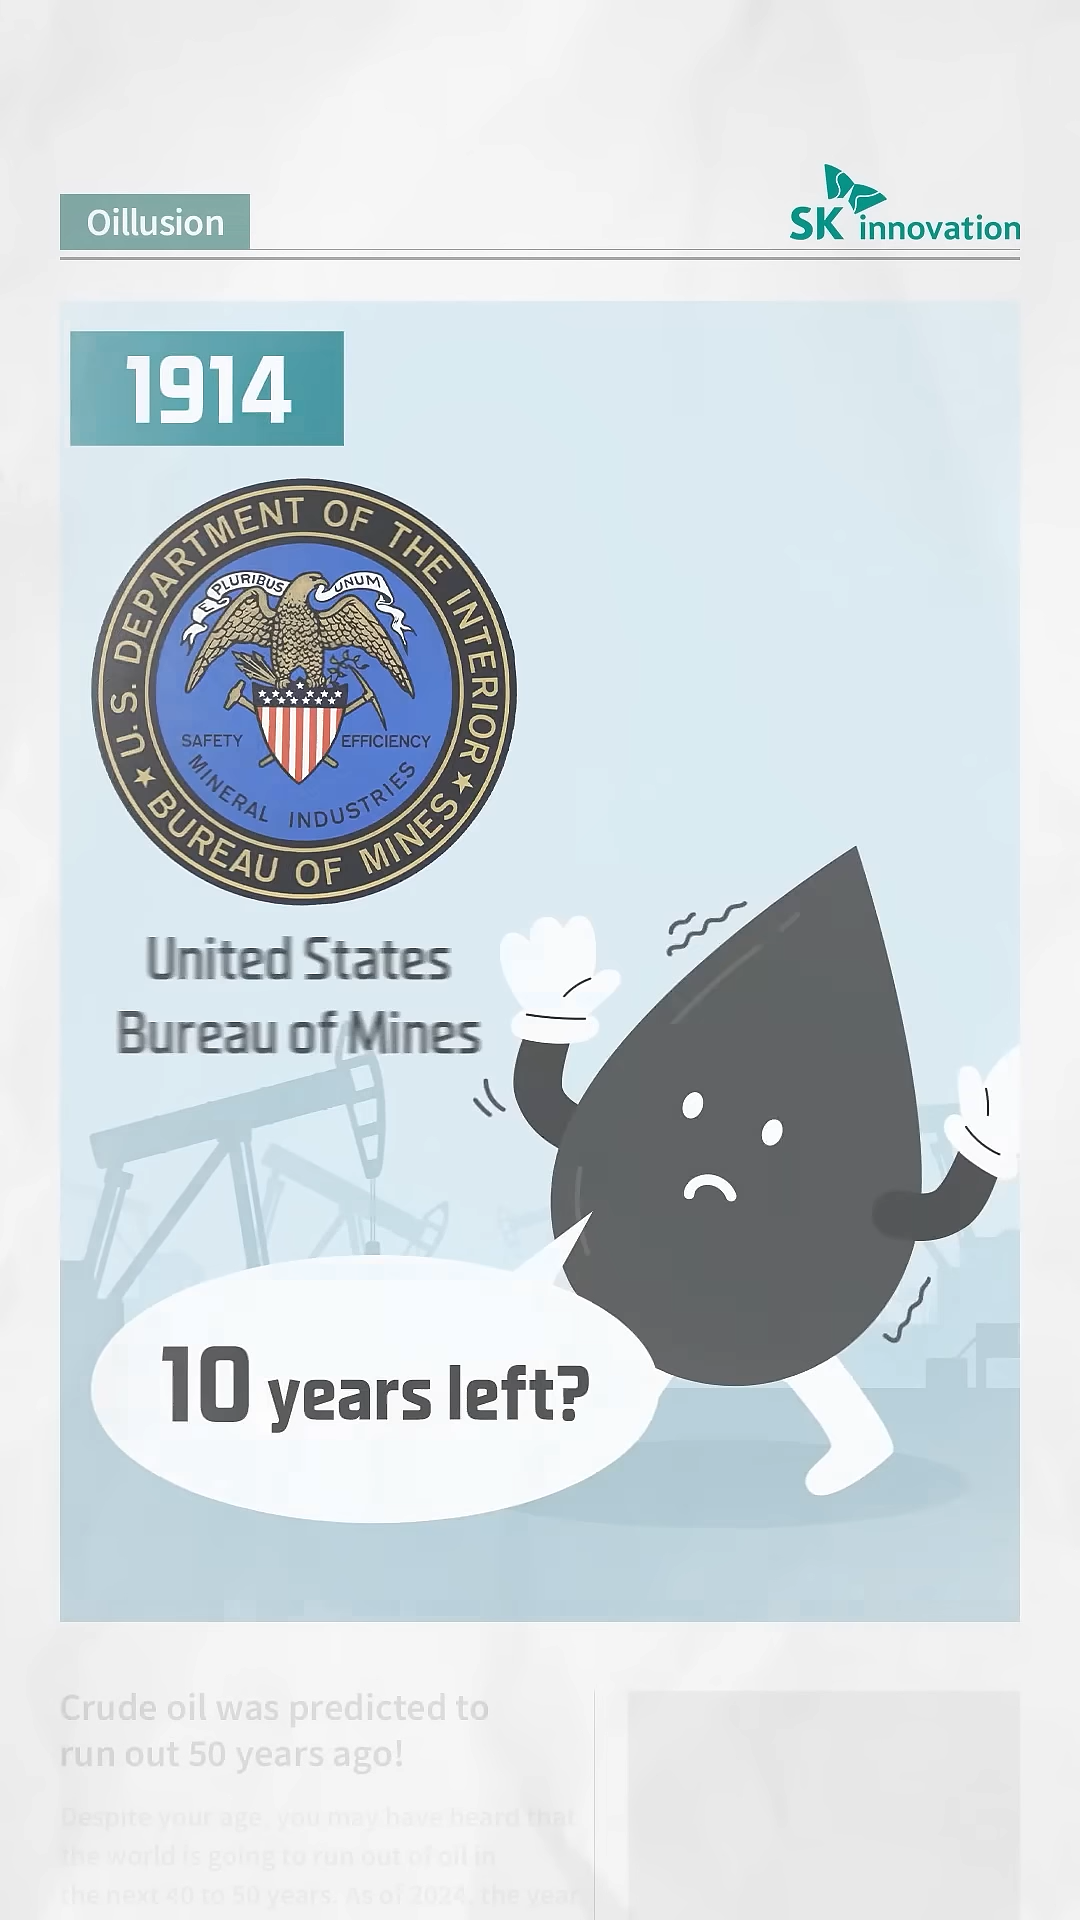 Oillusion
SK innovation
1914
U.S. DEPARTMENT OF THE INTERIOR
E PLURIBUS UNUM
SAFETY EFFICIENCY
MINERAL INDUSTRIES
BUREAU OF MINES
United States
Bureau of Mines
10 years left?
Crude oil was predicted to
run out 50 years ago!
Despite your age, you may have heard that
the world is going to run out of oil in
the next 40 to 50 years. As of 2024, the year